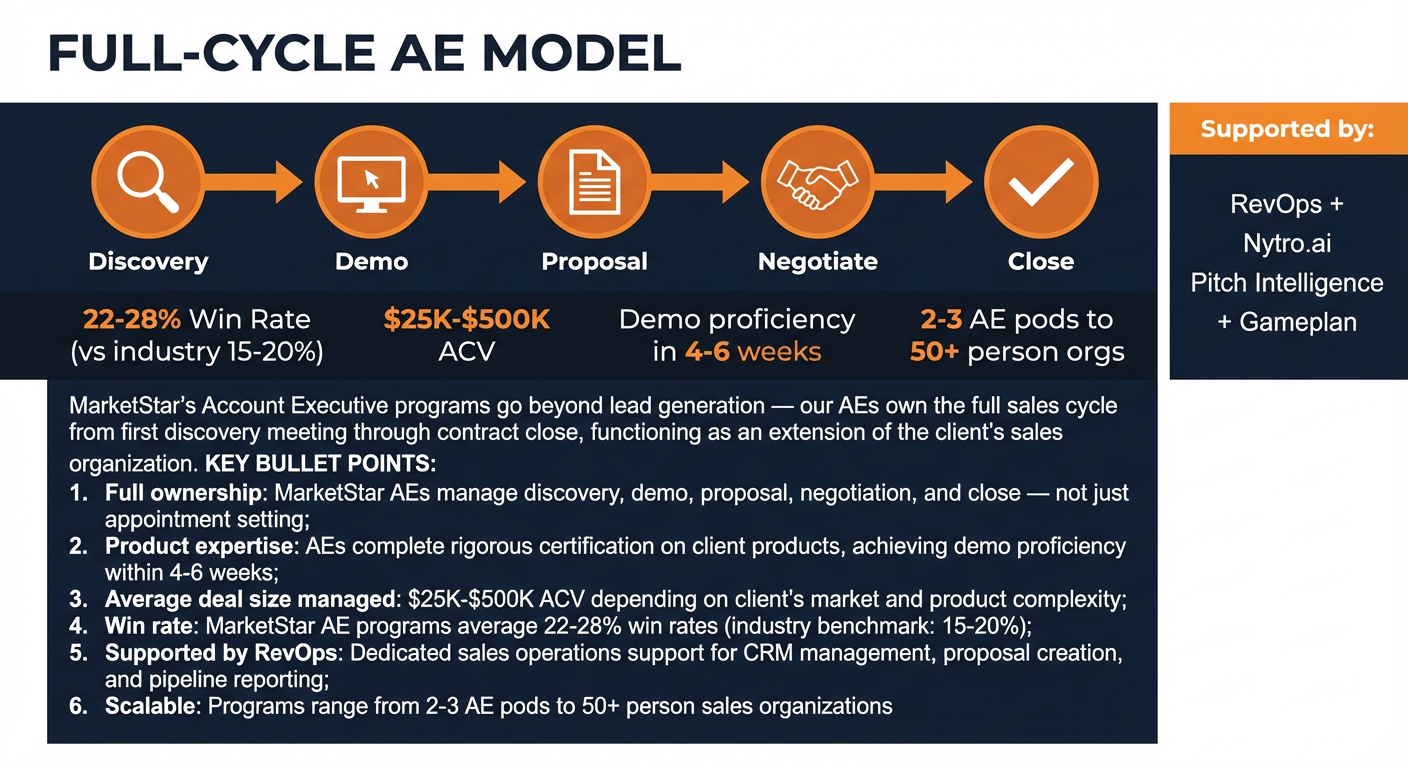 FULL-CYCLE AE MODEL
Discovery
Demo
Proposal
Negotiate
Close
Supported by:
RevOps +
Nytro.ai
Pitch Intelligence
+ Gameplan
22-28% Win Rate
(vs industry 15-20%)
$25K-$500K
ACV
Demo proficiency
in 4-6 weeks
2-3 AE pods to
50+ person orgs
MarketStar’s Account Executive programs go beyond lead generation — our AEs own the full sales cycle
from first discovery meeting through contract close, functioning as an extension of the client's sales
organization. KEY BULLET POINTS:
1. Full ownership: MarketStar AEs manage discovery, demo, proposal, negotiation, and close — not just
appointment setting;
2. Product expertise: AEs complete rigorous certification on client products, achieving demo proficiency
within 4-6 weeks;
3. Average deal size managed: $25K-$500K ACV depending on client's market and product complexity;
4. Win rate: MarketStar AE programs average 22-28% win rates (industry benchmark: 15-20%);
5. Supported by RevOps: Dedicated sales operations support for CRM management, proposal creation,
and pipeline reporting;
6. Scalable: Programs range from 2-3 AE pods to 50+ person sales organizations